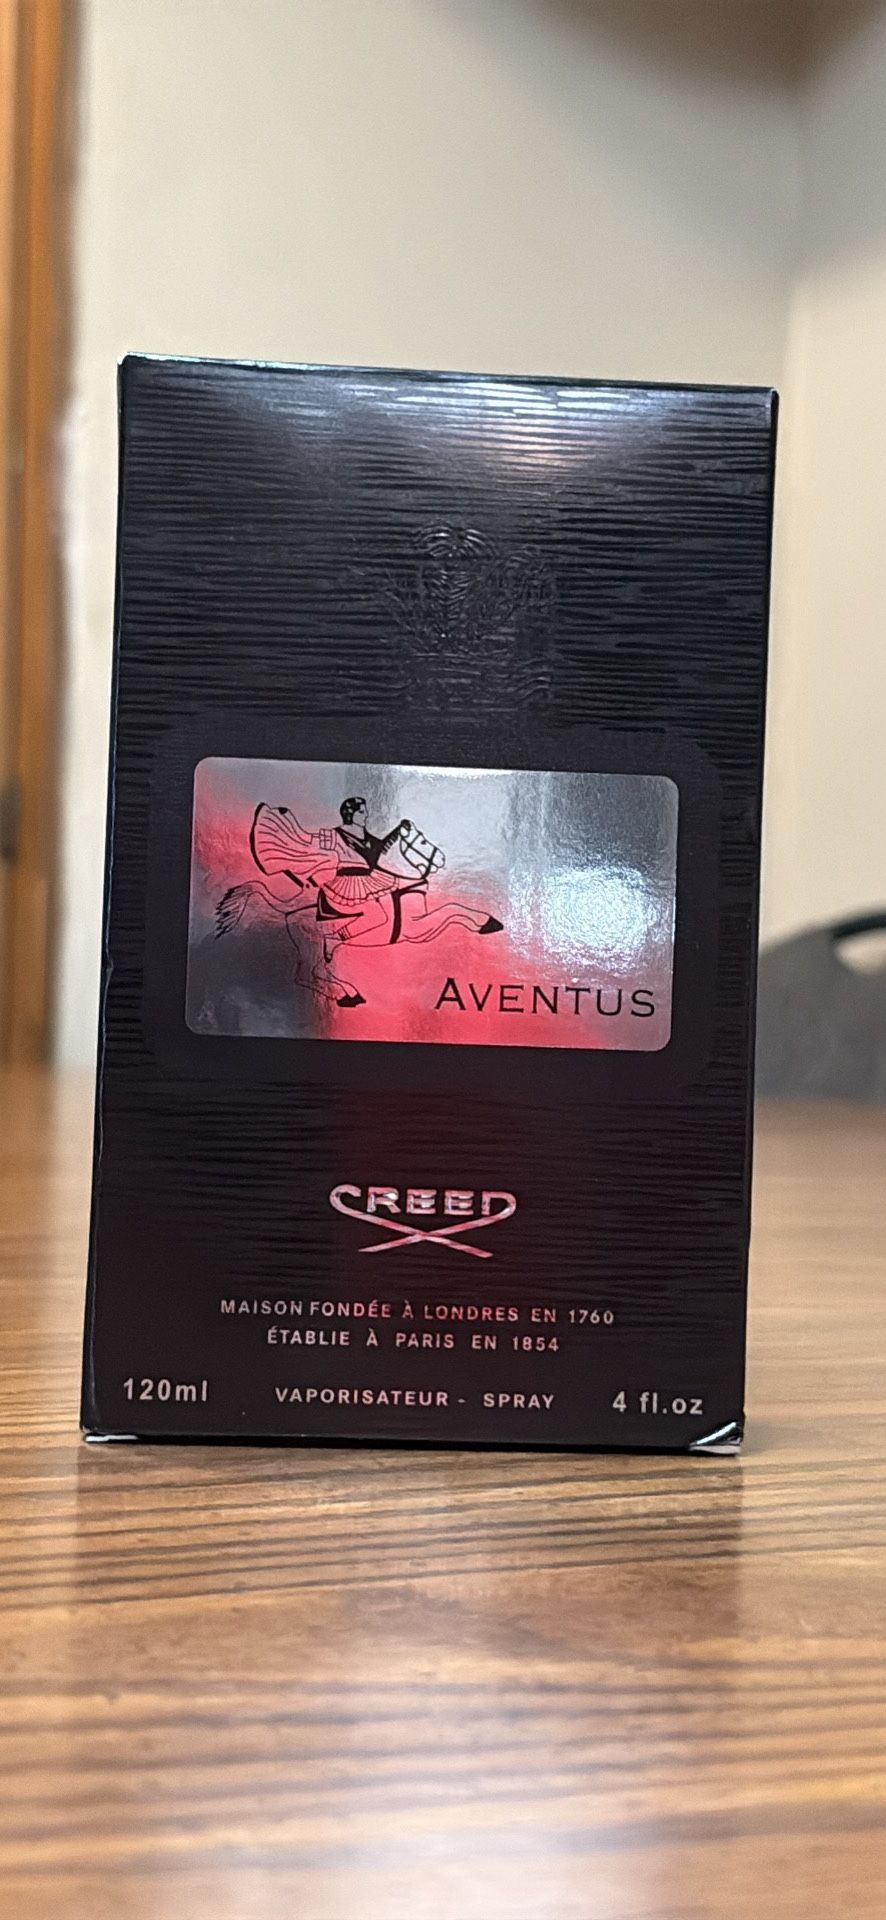 AVENTUS
CREED
MAISON FONDÉE À LONDRES EN 1760
ÉTABLIE À PARIS EN 1854
120ml VAPORISATEUR - SPRAY 4 fl.oz